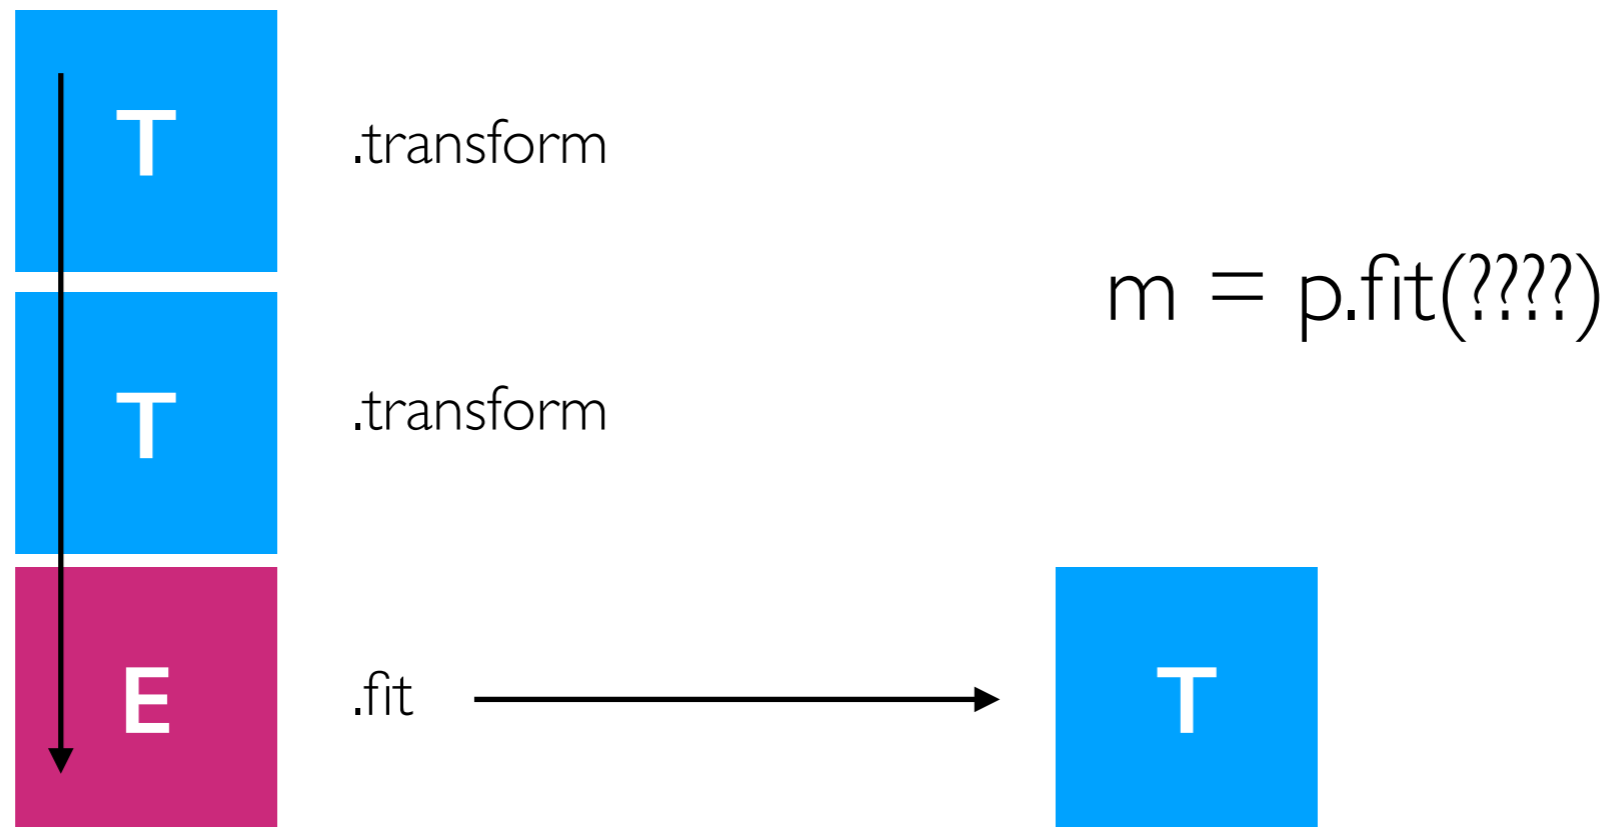 T
.transform
m = p.fit(????)
T
.transform
E
.fit
T